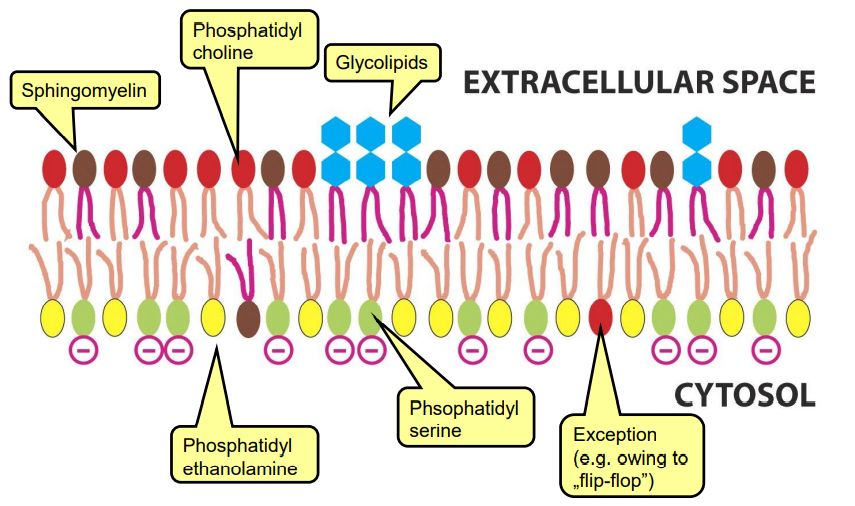 Phosphatidyl
choline
Glycolipids
EXTRACELLULAR SPACE
Sphingomyelin
CYTOSOL
Phsophatidyl
serine
Phosphatidyl
ethanolamine
Exception
(e.g. owing to
„flip-flop”)